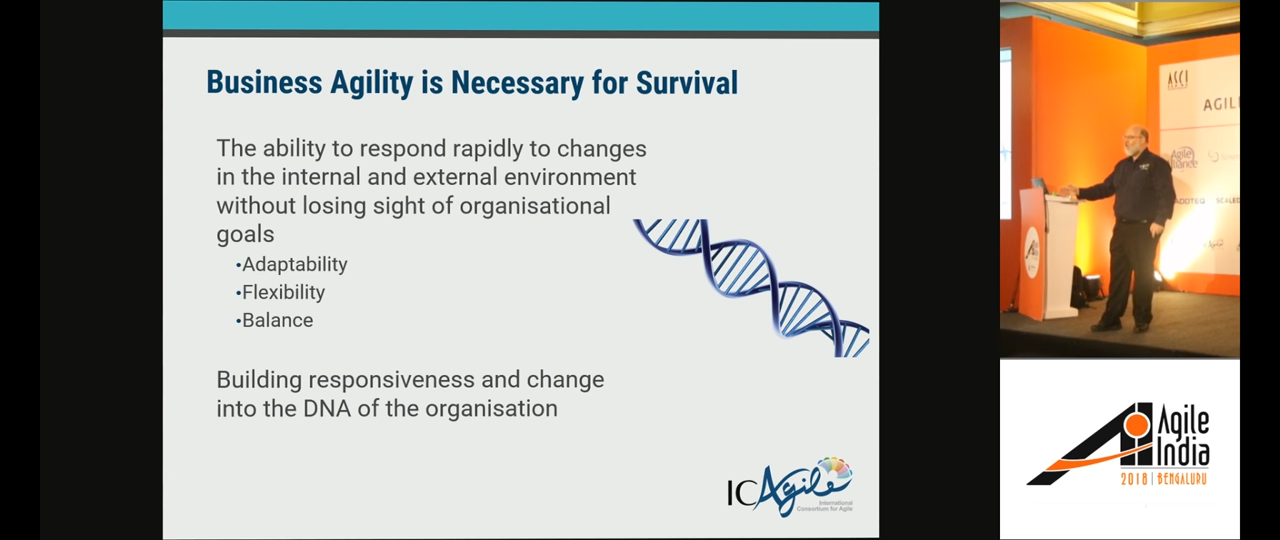 Business Agility is Necessary for Survival
The ability to respond rapidly to changes
in the internal and external environment
without losing sight of organisational
goals
•Adaptability
•Flexibility
•Balance
Building responsiveness and change
into the DNA of the organisation
ICAgile
International
Consortium for Agile
ASCI
AGIL
Agile
Alliance
ADDTEQ
SCALED
Agile
India
2018 | BENGALURU